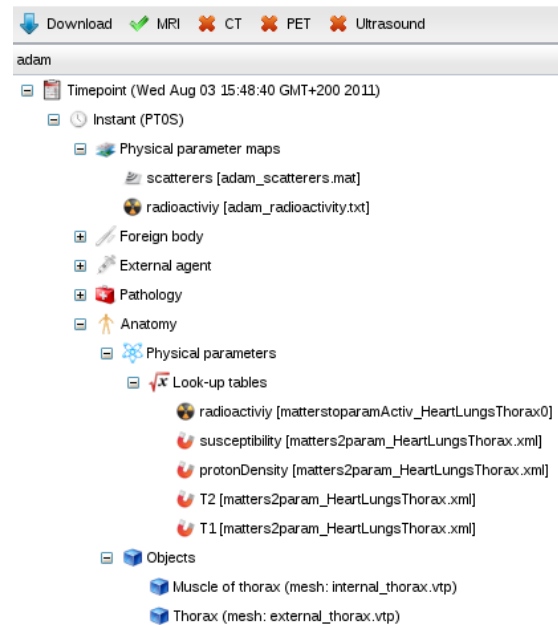 Download MRI CT PET Ultrasound
adam
Timepoint (Wed Aug 03 15:48:40 GMT+200 2011)
Instant (PT0S)
Physical parameter maps
scatterers [adam_scatterers.mat]
radioactiviy [adam_radioactivity.txt]
Foreign body
External agent
Pathology
Anatomy
Physical parameters
Look-up tables
radioactiviy [matterstoparamActiv_HeartLungsThorax0]
susceptibility [matters2param_HeartLungsThorax.xml]
protonDensity [matters2param_HeartLungsThorax.xml]
T2 [matters2param_HeartLungsThorax.xml]
T1 [matters2param_HeartLungsThorax.xml]
Objects
Muscle of thorax (mesh: internal_thorax.vtp)
Thorax (mesh: external_thorax.vtp)